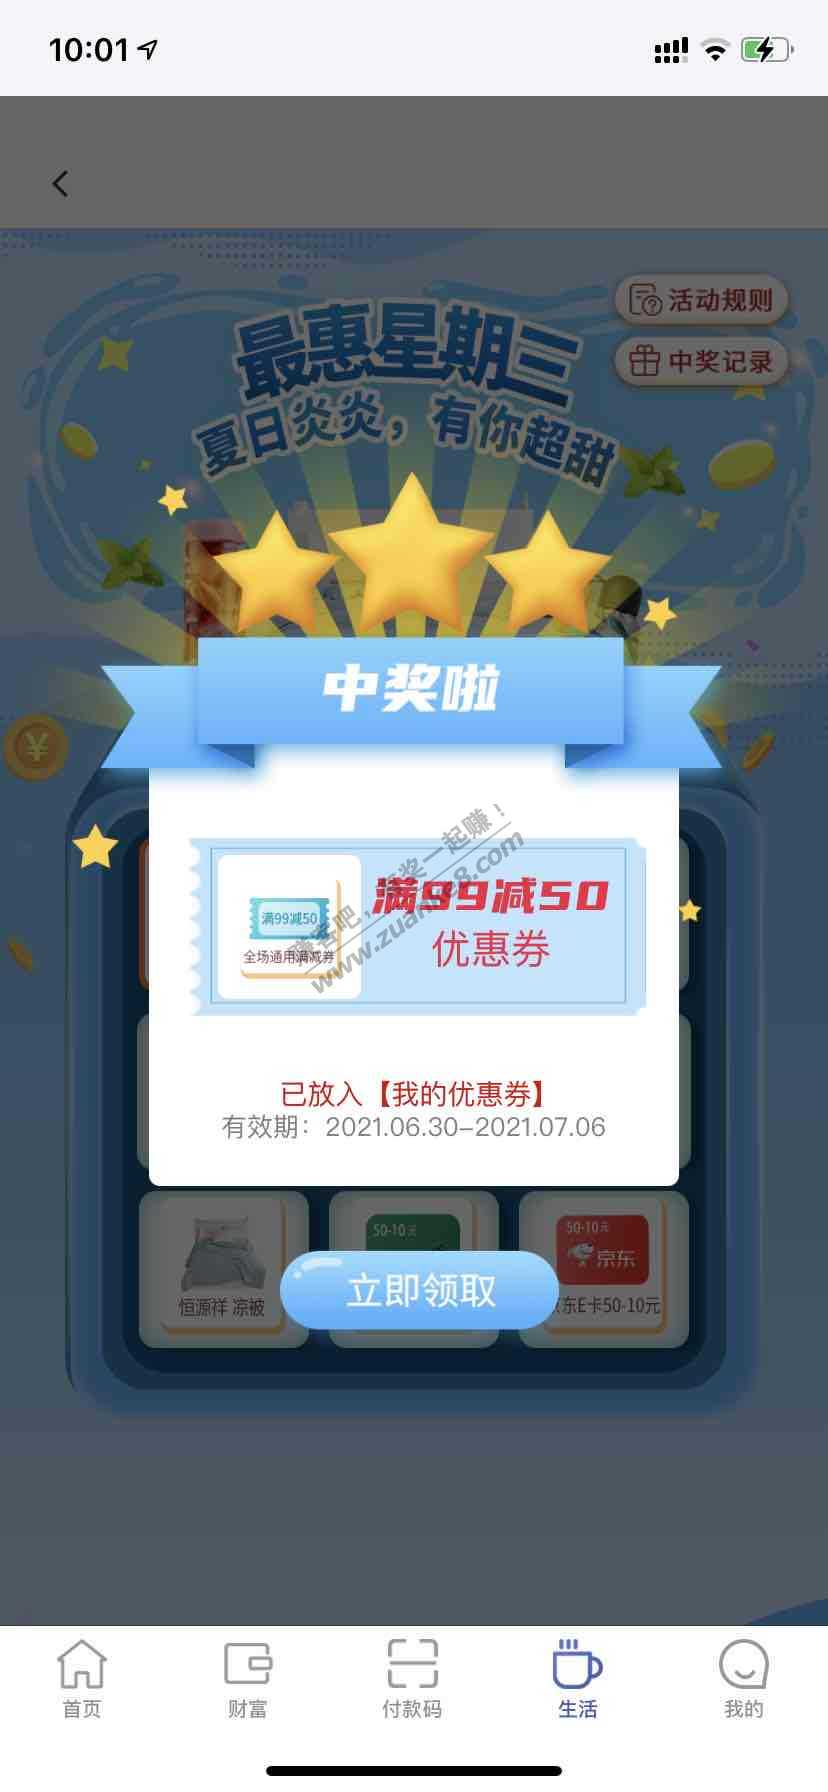 10:01
活动规则
中奖记录
最惠星期三
夏日炎炎，有你超甜
中奖啦
满99减50
全场通用满减券
满99减50
优惠券
赚客吧，有奖一起赚！
www.zuanke8.com
已放入【我的优惠券】
有效期：2021.06.30-2021.07.06
50-10元
50-10元
京东
恒源祥 凉被
东E卡50-10元
立即领取
首页
财富
付款码
生活
我的